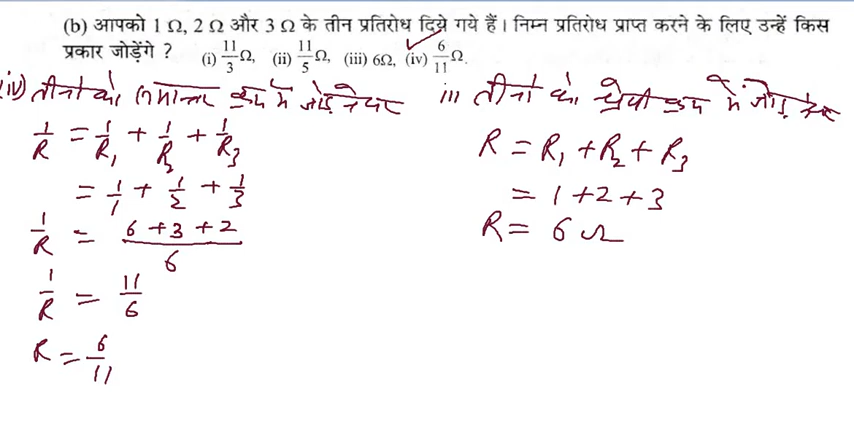 (b) आपको 1 Ω, 2 Ω और 3 Ω के तीन प्रतिरोध दिये गये हैं। निम्न प्रतिरोध प्राप्त करने के लिए उन्हें किस
प्रकार जोड़ेंगे ? (i) 11/3 Ω, (ii) 11/5 Ω, (iii) 6Ω, (iv) 6/11 Ω.
(iv) तीनों को समान्तर क्रम में जोड़ने पर
1/R = 1/R₁ + 1/R₂ + 1/R₃
= 1/1 + 1/2 + 1/3
1/R = 6+3+2/6
1/R = 11/6
R = 6/11
iii तीनों को श्रेणी क्रम में जोड़ने पर
R = R₁ + R₂ + R₃
= 1+2+3
R = 6 Ω